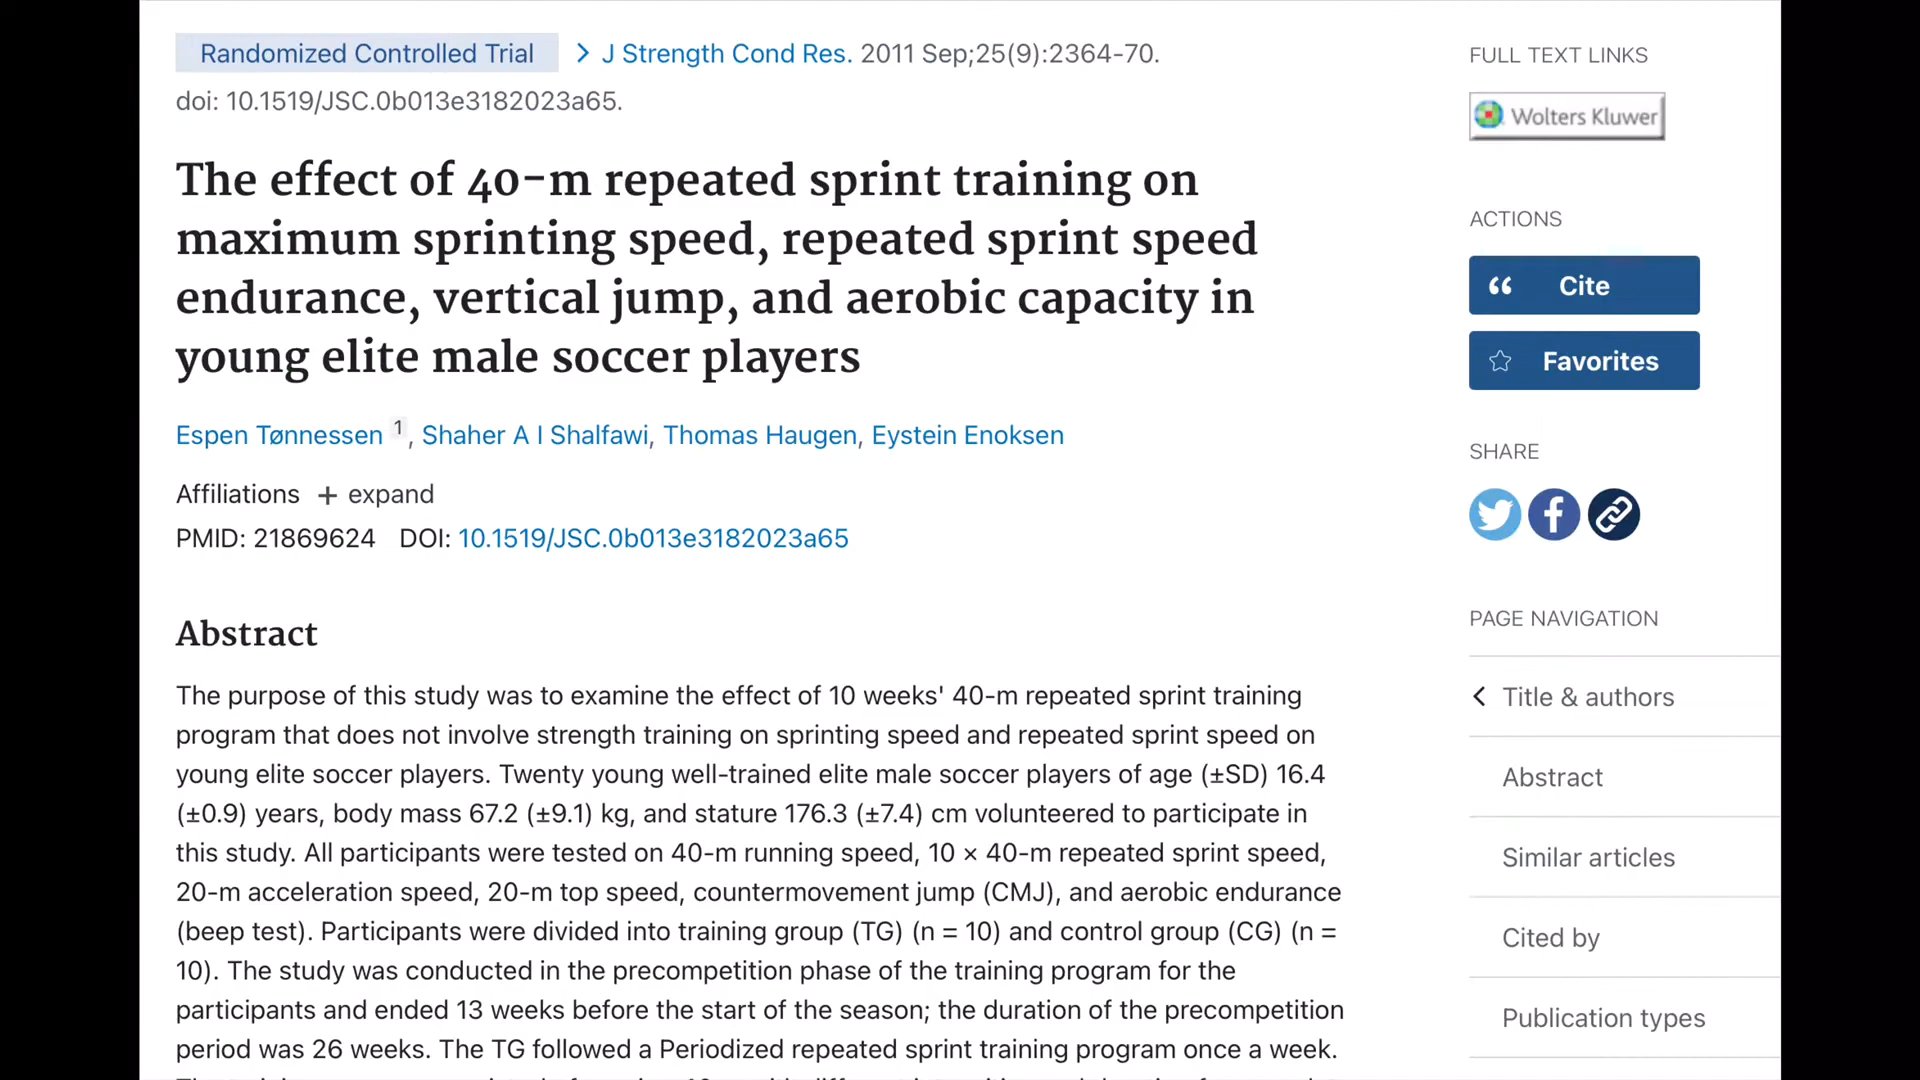 Randomized Controlled Trial > J Strength Cond Res. 2011 Sep;25(9):2364-70.
doi: 10.1519/JSC.0b013e3182023a65.
The effect of 40-m repeated sprint training on
maximum sprinting speed, repeated sprint speed
endurance, vertical jump, and aerobic capacity in
young elite male soccer players
Espen Tønnessen 1, Shaher A I Shalfawi, Thomas Haugen, Eystein Enoksen
Affiliations + expand
PMID: 21869624 DOI: 10.1519/JSC.0b013e3182023a65
Abstract
The purpose of this study was to examine the effect of 10 weeks' 40-m repeated sprint training
program that does not involve strength training on sprinting speed and repeated sprint speed on
young elite soccer players. Twenty young well-trained elite male soccer players of age (±SD) 16.4
(±0.9) years, body mass 67.2 (±9.1) kg, and stature 176.3 (±7.4) cm volunteered to participate in
this study. All participants were tested on 40-m running speed, 10 × 40-m repeated sprint speed,
20-m acceleration speed, 20-m top speed, countermovement jump (CMJ), and aerobic endurance
(beep test). Participants were divided into training group (TG) (n = 10) and control group (CG) (n =
10). The study was conducted in the precompetition phase of the training program for the
participants and ended 13 weeks before the start of the season; the duration of the precompetition
period was 26 weeks. The TG followed a Periodized repeated sprint training program once a week.
FULL TEXT LINKS
Wolters Kluwer
ACTIONS
Cite
Favorites
SHARE
PAGE NAVIGATION
Title & authors
Abstract
Similar articles
Cited by
Publication types